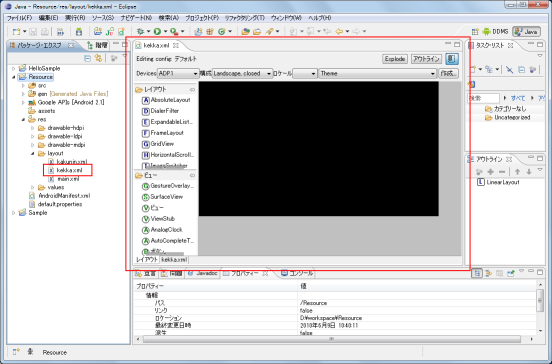 Java - Resource/res/layout/kekka.xml - Eclipse
ファイル(F) 編集(E) 実行(R) ソース(S) ナビゲート(N) 検索(A) プロジェクト(P) リファクタリング(T) ウィンドウ(W) ヘルプ(H)
DDMS Java
パッケージ・エクスプ 階層
HelloSample
Resource
src
gen [Generated Java Files]
Google APIs [Android 2.1]
assets
res
drawable-hdpi
drawable-ldpi
drawable-mdpi
layout
kakunin.xml
kekka.xml
main.xml
values
AndroidManifest.xml
default.properties
Sample
kekka.xml
Editing config: デフォルト Explode アウトライン
Devices ADP1 構成 Landscape, closed ロケール Theme 作成...
レイアウト
AbsoluteLayout
DialerFilter
ExpandableList...
FrameLayout
GridView
HorizontalScroll...
ImageSwitcher
ビュー
GestureOverlay...
SurfaceView
ビュー
ViewStub
AnalogClock
AutoCompleteT...
ボタン
レイアウト kekka.xml
タスク・リスト
検索 すべて
カテゴリーなし
Uncategorized
アウトライン
LinearLayout
宣言 問題 Javadoc プロパティー コンソール
プロパティー 値
情報
パス /Resource
リンク false
ロケーション D:¥workspace¥Resource
最終変更日時 2010年6月9日 10:48:11
派生 false
Resource